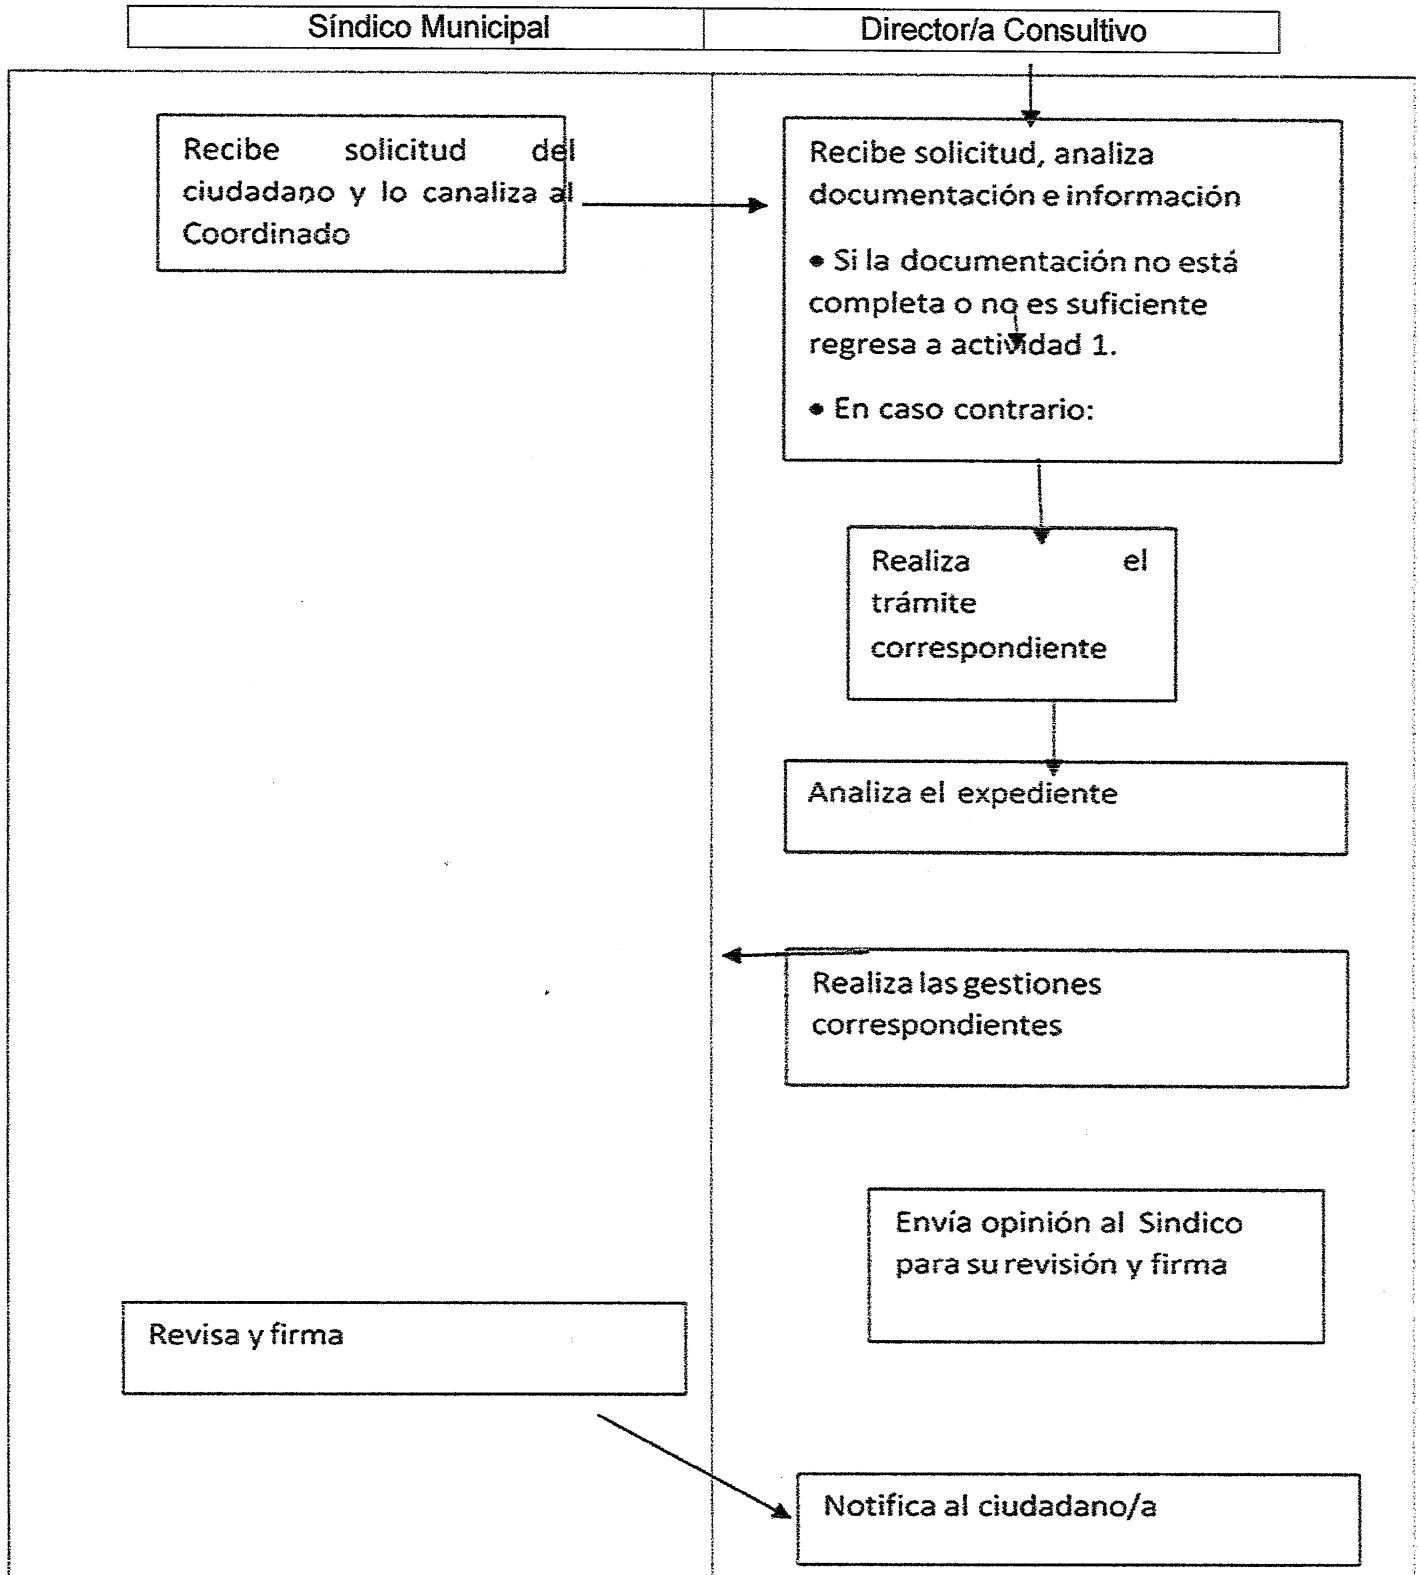 Síndico Municipal
Director/a Consultivo
Recibe solicitud del
ciudadano y lo canaliza al
Coordinado
Recibe solicitud, analiza
documentación e información
• Si la documentación no está
completa o no es suficiente
regresa a actividad 1.
• En caso contrario:
Realiza el
trámite
correspondiente
Analiza el expediente
Realiza las gestiones
correspondientes
Envía opinión al Sindico
para su revisión y firma
Revisa y firma
Notifica al ciudadano/a